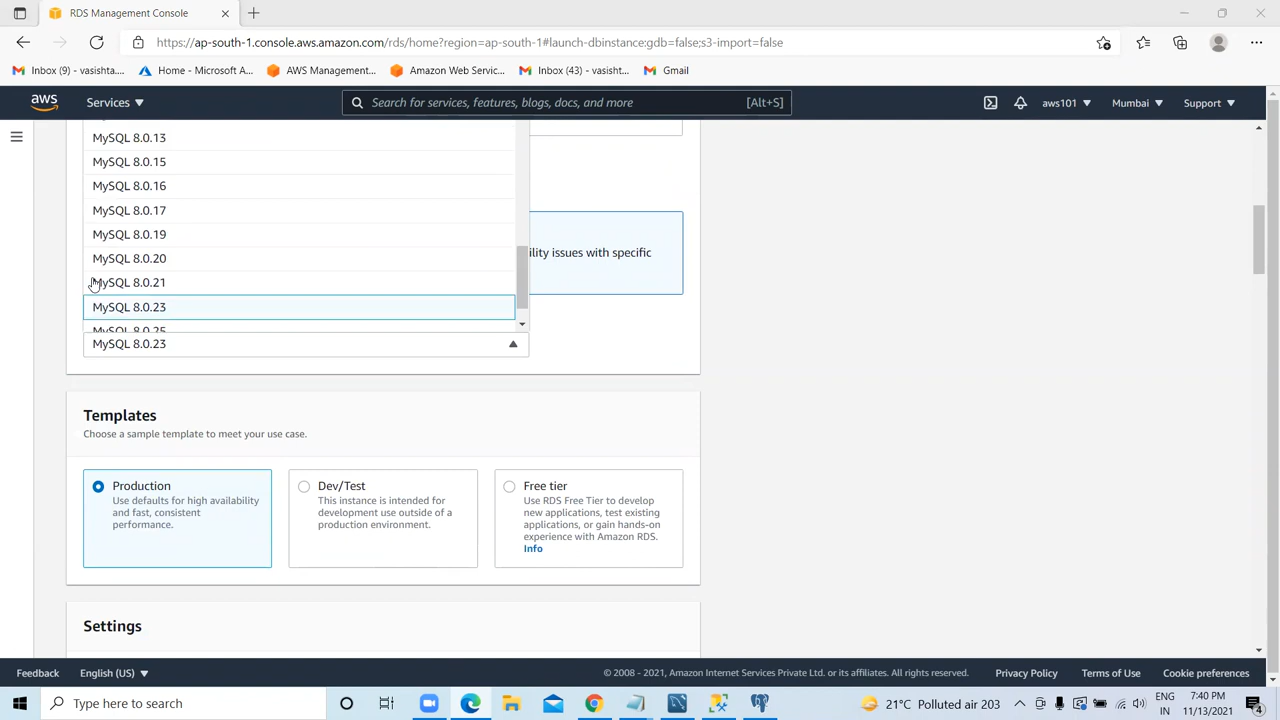 RDS Management Console
https://ap-south-1.console.aws.amazon.com/rds/home?region=ap-south-1#launch-dbinstance:gdb=false;s3-import=false
Inbox (9) - vasishta....
Home - Microsoft A...
AWS Management...
Amazon Web Servic...
Inbox (43) - vasisht...
Gmail
aws
Services
Search for services, features, blogs, docs, and more
[Alt+S]
aws101
Mumbai
Support
MySQL 8.0.13
MySQL 8.0.15
MySQL 8.0.16
MySQL 8.0.17
MySQL 8.0.19
MySQL 8.0.20
ility issues with specific
MySQL 8.0.21
MySQL 8.0.23
MySQL 8.0.25
MySQL 8.0.23
Templates
Choose a sample template to meet your use case.
Production
Use defaults for high availability
and fast, consistent
performance.
Dev/Test
This instance is intended for
development use outside of a
production environment.
Free tier
Use RDS Free Tier to develop
new applications, test existing
applications, or gain hands-on
experience with Amazon RDS.
Info
Settings
Feedback
English (US)
© 2008 - 2021, Amazon Internet Services Private Ltd. or its affiliates. All rights reserved.
Privacy Policy
Terms of Use
Cookie preferences
Type here to search
21°C Polluted air 203
ENG
IN
7:40 PM
11/13/2021
4